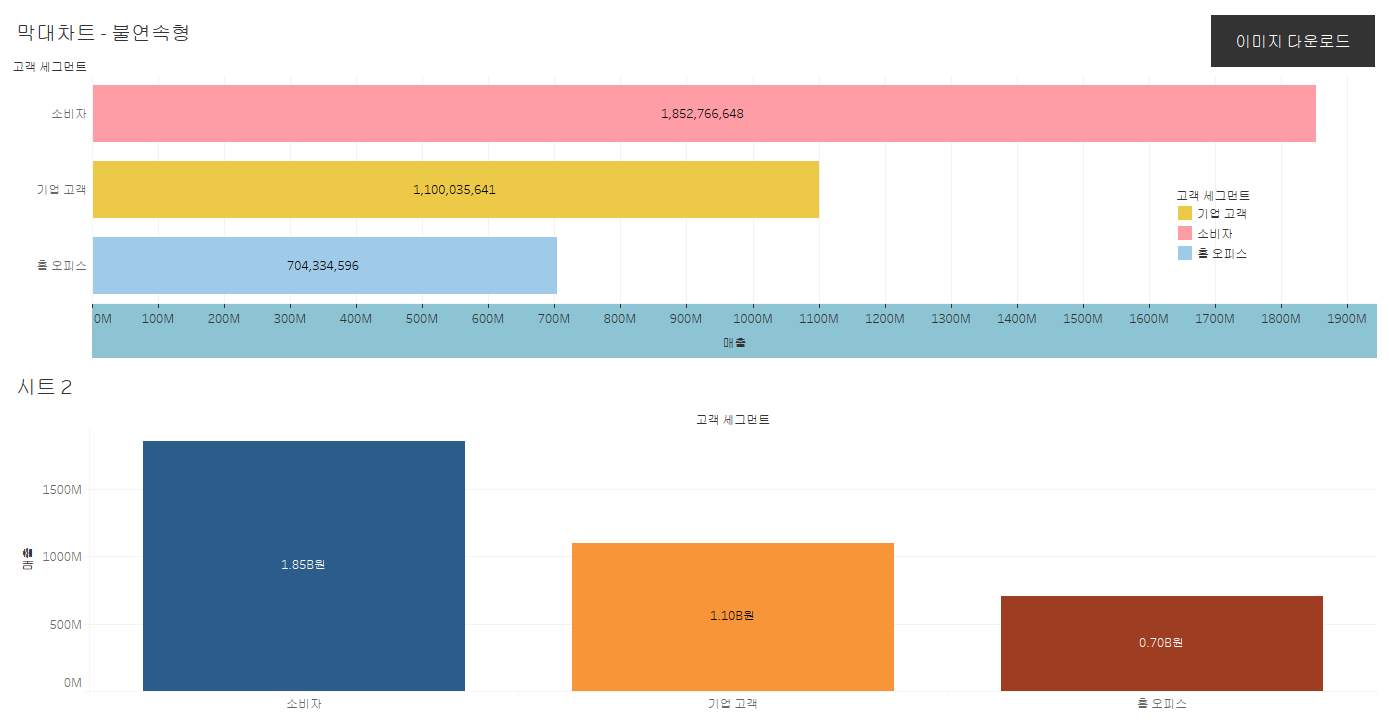 막대차트 - 불연속형
이미지 다운로드
고객 세그먼트
소비자
1,852,766,648
기업 고객
1,100,035,641
홈 오피스
704,334,596
고객 세그먼트
기업 고객
소비자
홈 오피스
0M 100M 200M 300M 400M 500M 600M 700M 800M 900M 1000M 1100M 1200M 1300M 1400M 1500M 1600M 1700M 1800M 1900M
매출
시트 2
고객 세그먼트
매출
1500M
1000M
500M
0M
1.85B원
1.10B원
0.70B원
소비자 기업 고객 홈 오피스